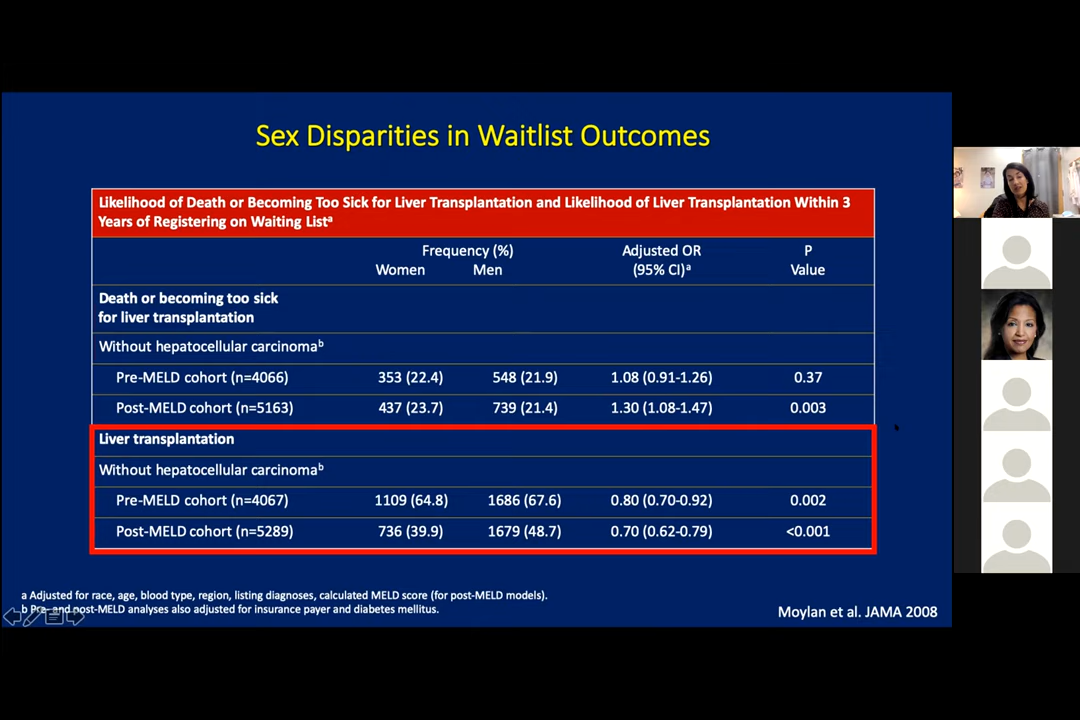 Sex Disparities in Waitlist Outcomes
Likelihood of Death or Becoming Too Sick for Liver Transplantation and Likelihood of Liver Transplantation Within 3
Years of Registering on Waiting Listᵃ
Frequency (%) Adjusted OR P
Women Men (95% CI)ᵃ Value
Death or becoming too sick
for liver transplantation
Without hepatocellular carcinomaᵇ
Pre-MELD cohort (n=4066) 353 (22.4) 548 (21.9) 1.08 (0.91-1.26) 0.37
Post-MELD cohort (n=5163) 437 (23.7) 739 (21.4) 1.30 (1.08-1.47) 0.003
Liver transplantation
Without hepatocellular carcinomaᵇ
Pre-MELD cohort (n=4067) 1109 (64.8) 1686 (67.6) 0.80 (0.70-0.92) 0.002
Post-MELD cohort (n=5289) 736 (39.9) 1679 (48.7) 0.70 (0.62-0.79) <0.001
a Adjusted for race, age, blood type, region, listing diagnoses, calculated MELD score (for post-MELD models).
b Pre- and post-MELD analyses also adjusted for insurance payer and diabetes mellitus.
Moylan et al. JAMA 2008